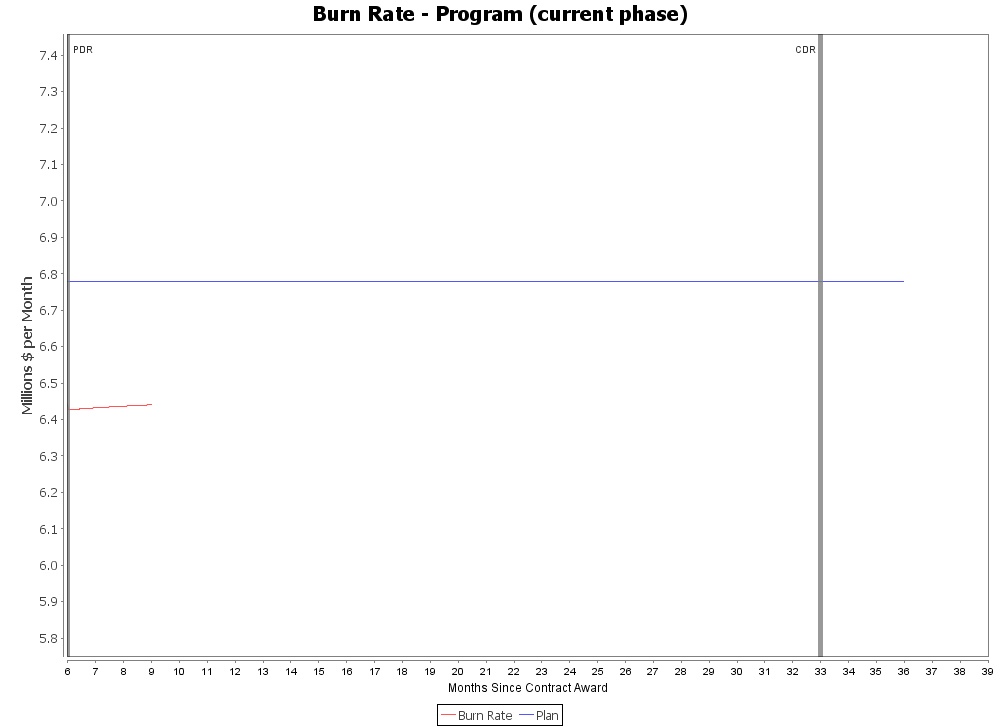 Burn Rate - Program (current phase)
PDR
CDR
7.4
7.3
7.2
7.1
7.0
6.9
6.8
6.7
6.6
6.5
6.4
6.3
6.2
6.1
6.0
5.9
5.8
Millions $ per Month
6 7 8 9 10 11 12 13 14 15 16 17 18 19 20 21 22 23 24 25 26 27 28 29 30 31 32 33 34 35 36 37 38 39
Months Since Contract Award
Burn Rate Plan